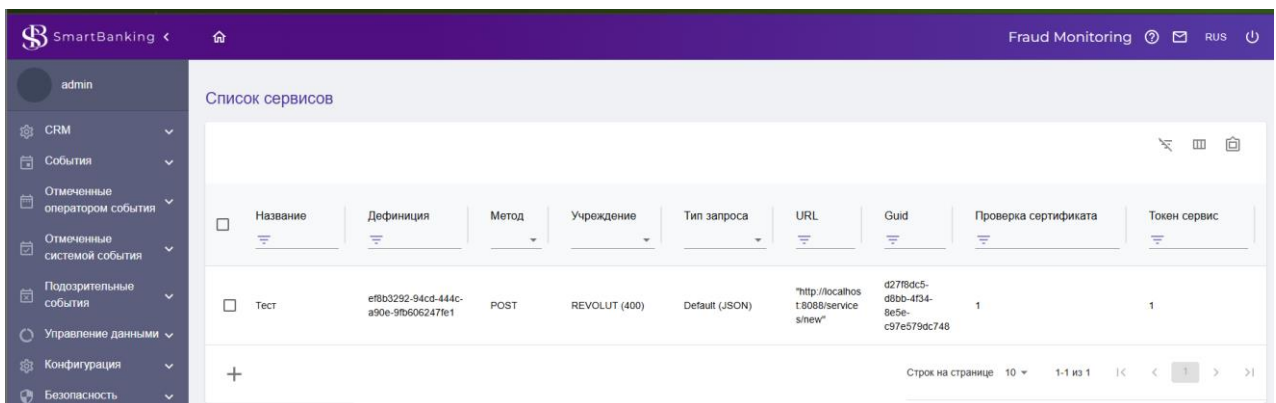 SmartBanking
Fraud Monitoring
RUS
admin
CRM
События
Отмеченные
оператором события
Отмеченные
системой события
Подозрительные
события
Управление данными
Конфигурация
Безопасность
Список сервисов
Название
Дефиниция
Метод
Учреждение
Тип запроса
URL
Guid
Проверка сертификата
Токен сервис
Тест
ef8b3292-94cd-444c-
a90e-9fb606247fe1
POST
REVOLUT (400)
Default (JSON)
"http://localhos
t:8088/service
s/new"
d27f8dc5-
d8bb-4f34-
8e5e-
c97e579dc748
1
1
Строк на странице 10 1-1 из 1 1